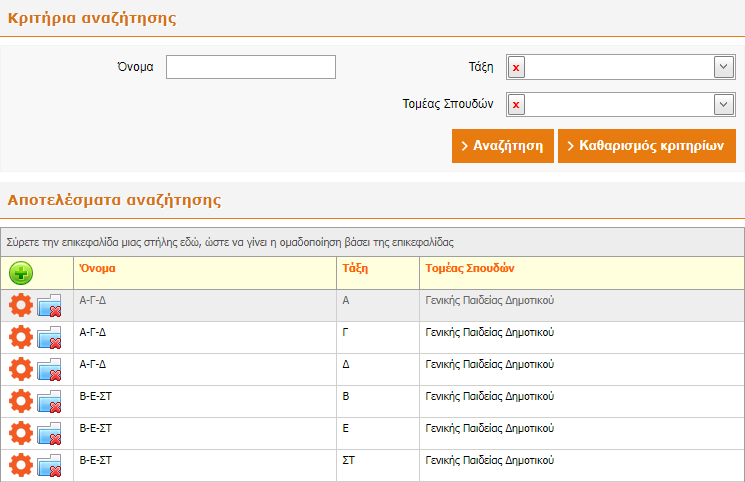 Κριτήρια αναζήτησης
Όνομα Τάξη x
Τομέας Σπουδών x
> Αναζήτηση > Καθαρισμός κριτηρίων
Αποτελέσματα αναζήτησης
Σύρετε την επικεφαλίδα μιας στήλης εδώ, ώστε να γίνει η ομαδοποίηση βάσει της επικεφαλίδας
Όνομα Τάξη Τομέας Σπουδών
Α-Γ-Δ Α Γενικής Παιδείας Δημοτικού
Α-Γ-Δ Γ Γενικής Παιδείας Δημοτικού
Α-Γ-Δ Δ Γενικής Παιδείας Δημοτικού
Β-Ε-ΣΤ Β Γενικής Παιδείας Δημοτικού
Β-Ε-ΣΤ Ε Γενικής Παιδείας Δημοτικού
Β-Ε-ΣΤ ΣΤ Γενικής Παιδείας Δημοτικού